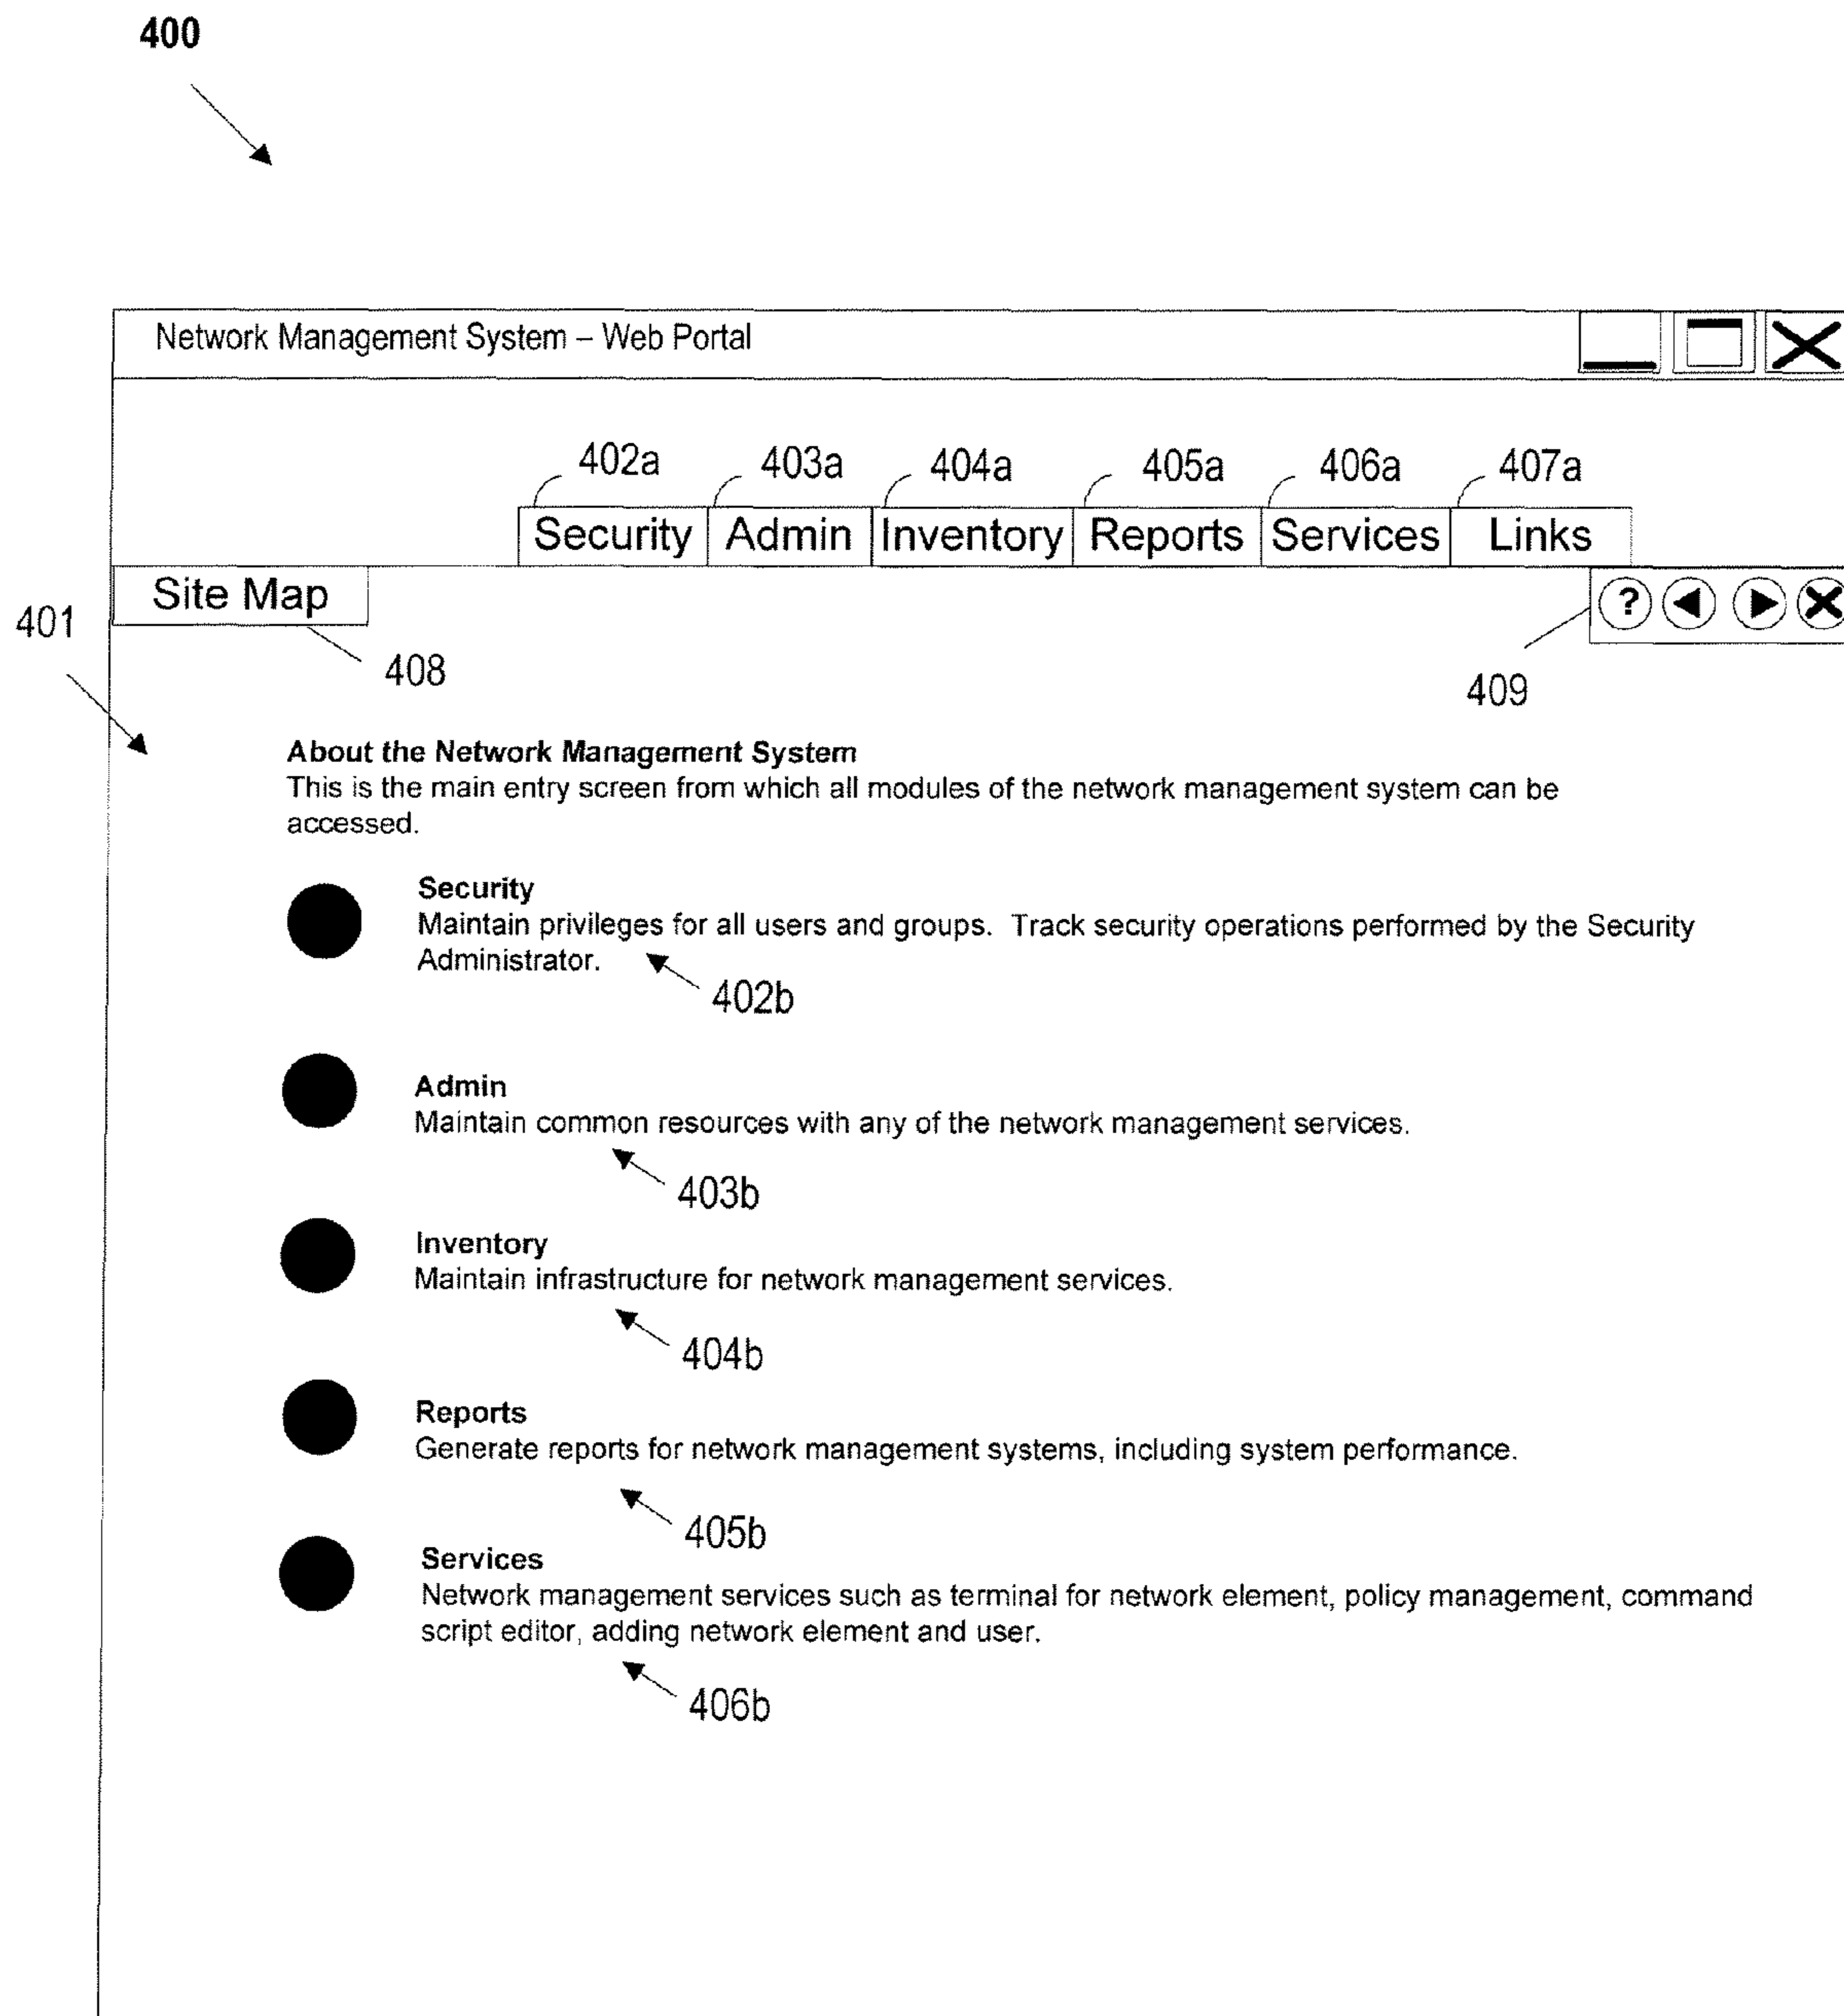 400
Network Management System – Web Portal
402a 403a 404a 405a 406a 407a
Security Admin Inventory Reports Services Links
Site Map
?
401
408
409
About the Network Management System
This is the main entry screen from which all modules of the network management system can be
accessed.
Security
Maintain privileges for all users and groups. Track security operations performed by the Security
Administrator.
402b
Admin
Maintain common resources with any of the network management services.
403b
Inventory
Maintain infrastructure for network management services.
404b
Reports
Generate reports for network management systems, including system performance.
405b
Services
Network management services such as terminal for network element, policy management, command
script editor, adding network element and user.
406b